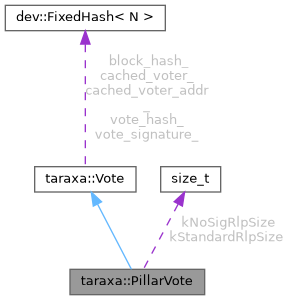 dev::FixedHash< N >
block_hash_
cached_voter_
cached_voter_addr
_
vote_hash_
vote_signature_
taraxa::Vote
size_t
kNoSigRlpSize
kStandardRlpSize
taraxa::PillarVote